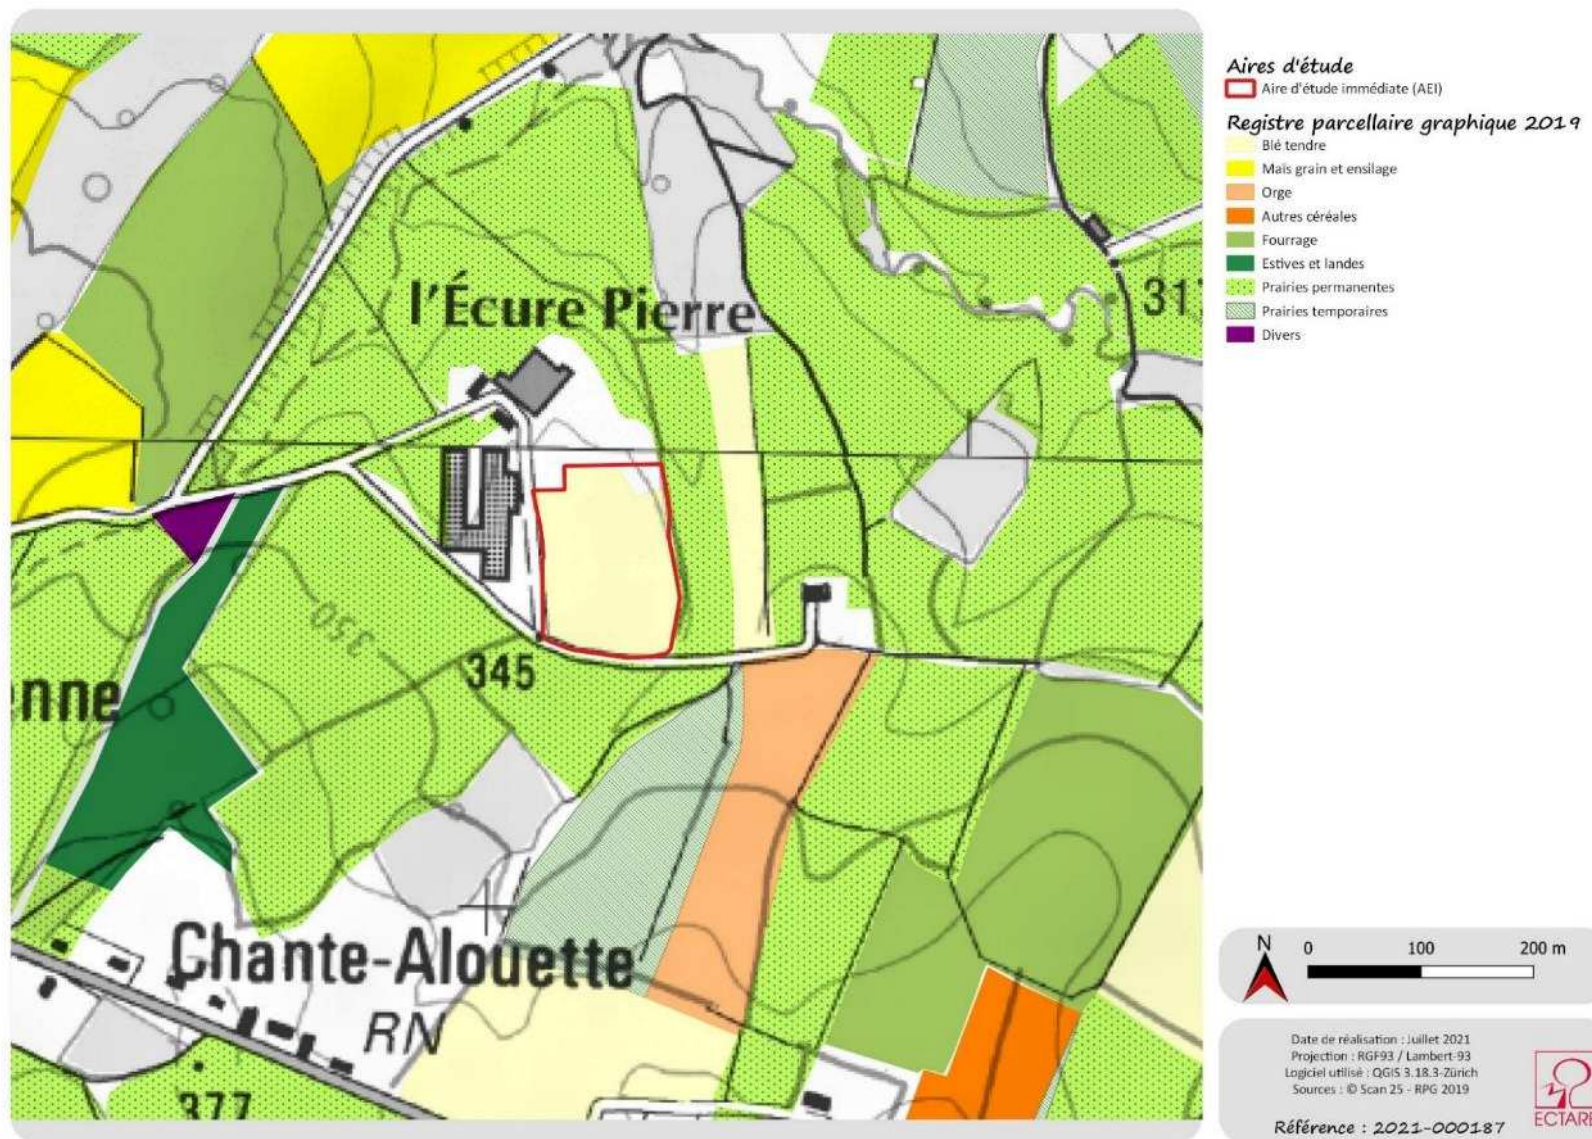 l'Écure Pierre
317
350
345
nne
Chante-Alouette
RN
377
Aires d'étude
Aire d'étude immédiate (AEI)
Registre parcellaire graphique 2019
Blé tendre
Maïs grain et ensilage
Orge
Autres céréales
Fourrage
Estives et landes
Prairies permanentes
Prairies temporaires
Divers
N 0 100 200 m
Date de réalisation : Juillet 2021
Projection : RGF93 / Lambert-93
Logiciel utilisé : QGIS 3.18.3-Zürich
Sources : © Scan 25 - RPG 2019
Référence : 2021-000187
ECTARE